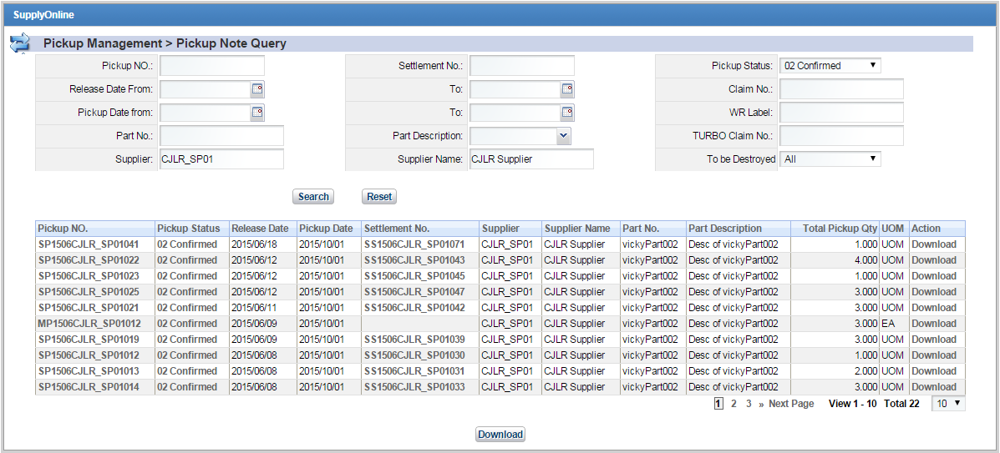 SupplyOnline
Pickup Management > Pickup Note Query
Pickup NO.: Settlement No.: Pickup Status: 02 Confirmed
Release Date From: To: Claim No.:
Pickup Date from: To: WR Label:
Part No.: Part Description: TURBO Claim No.:
Supplier: CJLR_SP01 Supplier Name: CJLR Supplier To be Destroyed All
Search Reset
Pickup NO. Pickup Status Release Date Pickup Date Settlement No. Supplier Supplier Name Part No. Part Description Total Pickup Qty UOM Action
SP1506CJLR_SP01041 02 Confirmed 2015/06/18 2015/10/01 SS1506CJLR_SP01071 CJLR_SP01 CJLR Supplier vickyPart002 Desc of vickyPart002 1.000 UOM Download
SP1506CJLR_SP01022 02 Confirmed 2015/06/12 2015/10/01 SS1506CJLR_SP01043 CJLR_SP01 CJLR Supplier vickyPart002 Desc of vickyPart002 4.000 UOM Download
SP1506CJLR_SP01023 02 Confirmed 2015/06/12 2015/10/01 SS1506CJLR_SP01045 CJLR_SP01 CJLR Supplier vickyPart002 Desc of vickyPart002 1.000 UOM Download
SP1506CJLR_SP01025 02 Confirmed 2015/06/12 2015/10/01 SS1506CJLR_SP01047 CJLR_SP01 CJLR Supplier vickyPart002 Desc of vickyPart002 3.000 UOM Download
SP1506CJLR_SP01021 02 Confirmed 2015/06/11 2015/10/01 SS1506CJLR_SP01042 CJLR_SP01 CJLR Supplier vickyPart002 Desc of vickyPart002 3.000 UOM Download
MP1506CJLR_SP01012 02 Confirmed 2015/06/09 2015/10/01 CJLR_SP01 CJLR Supplier vickyPart002 Desc of vickyPart002 3.000 EA Download
SP1506CJLR_SP01019 02 Confirmed 2015/06/09 2015/10/01 SS1506CJLR_SP01039 CJLR_SP01 CJLR Supplier vickyPart002 Desc of vickyPart002 3.000 UOM Download
SP1506CJLR_SP01012 02 Confirmed 2015/06/08 2015/10/01 SS1506CJLR_SP01030 CJLR_SP01 CJLR Supplier vickyPart002 Desc of vickyPart002 1.000 UOM Download
SP1506CJLR_SP01013 02 Confirmed 2015/06/08 2015/10/01 SS1506CJLR_SP01031 CJLR_SP01 CJLR Supplier vickyPart002 Desc of vickyPart002 2.000 UOM Download
SP1506CJLR_SP01014 02 Confirmed 2015/06/08 2015/10/01 SS1506CJLR_SP01033 CJLR_SP01 CJLR Supplier vickyPart002 Desc of vickyPart002 3.000 UOM Download
1 2 3 » Next Page View 1 - 10 Total 22 10
Download